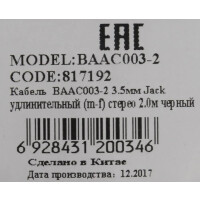 EAC
MODEL:BAAC003-2
CODE:817192
Кабель BAAC003-2 3.5мм Jack
удлинительный (m-f) стерео 2.0м черный
6 928431 200346
Сделано в Китае
Дата производства: 12.2017